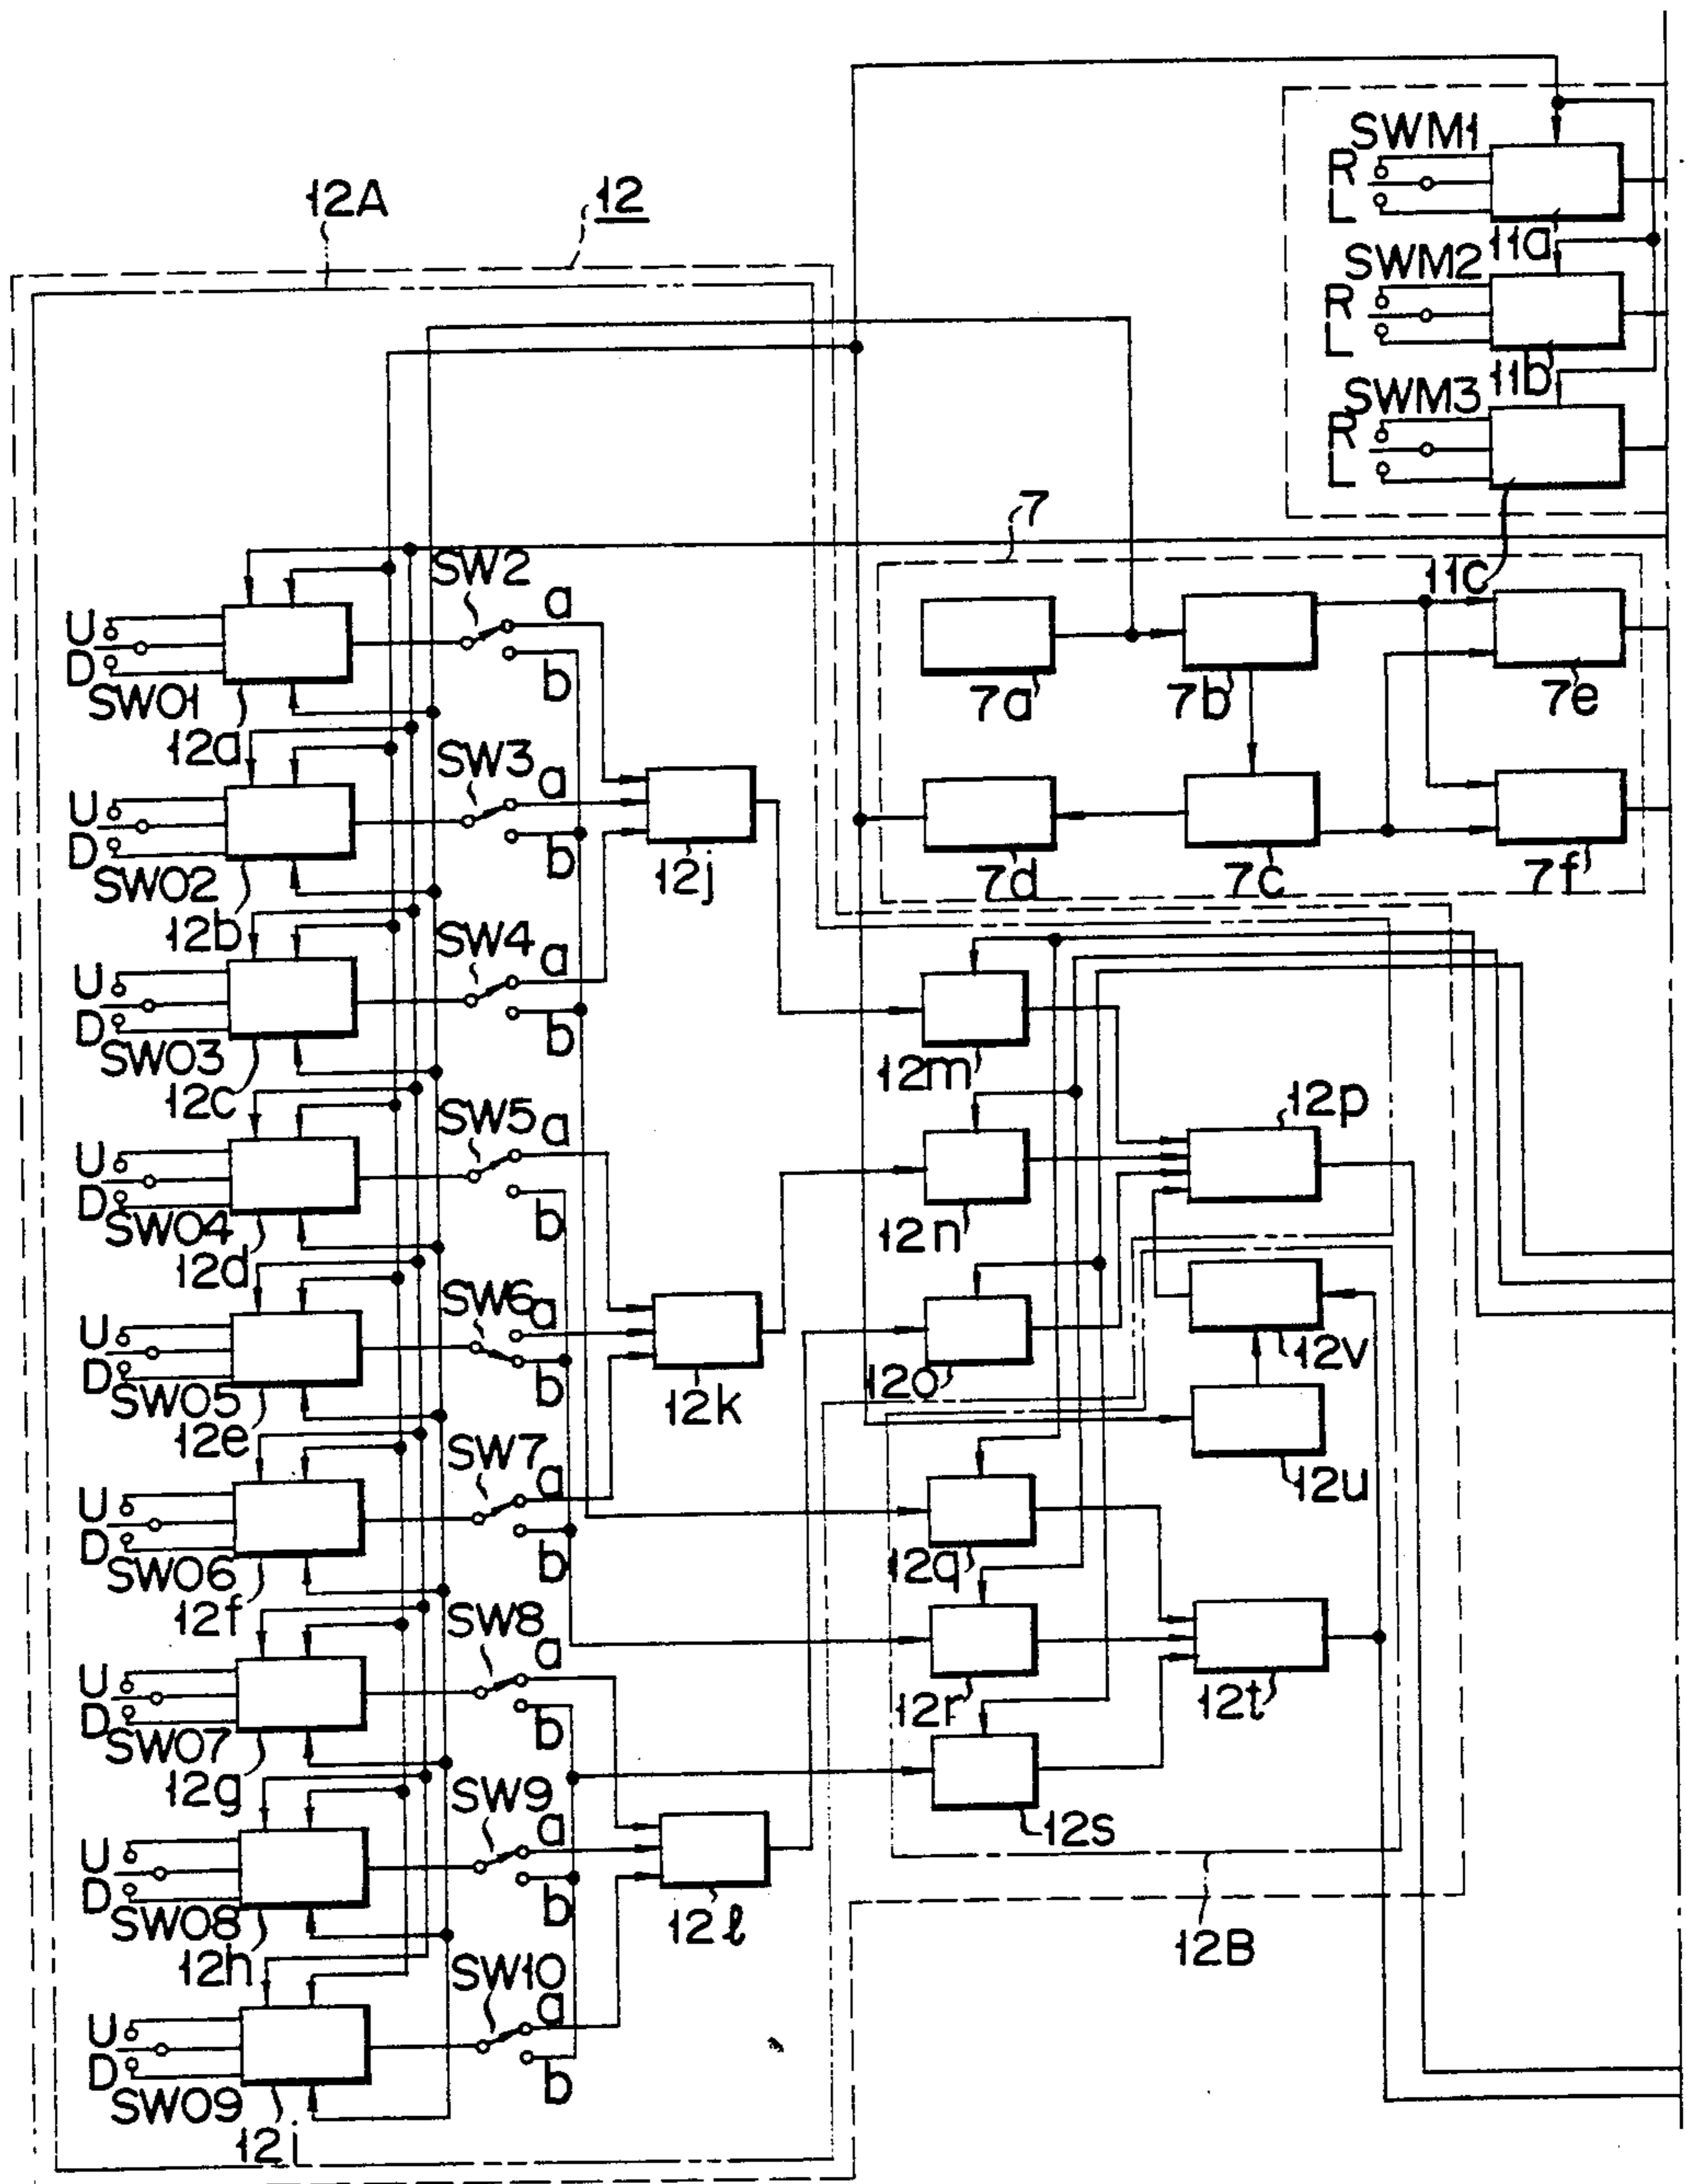 SWM1
R
L
11a
12A
12
SWM2
R
L
11b
SWM3
R
L
7
11c
SW2
a
b
U
D
SW01
12a
7a
7b
7e
SW3
a
b
U
D
SW02
12b
12j
7d
7c
7f
SW4
a
b
U
D
SW03
12c
12m
12p
SW5
a
b
U
D
SW04
12d
12n
SW6
a
b
U
D
SW05
12e
12k
12o
12v
SW7
a
b
U
D
SW06
12f
12u
12q
SW8
a
b
U
D
SW07
12g
12r
12t
SW9
a
b
U
D
SW08
12h
12l
12s
12B
SW10
a
b
U
D
SW09
12i